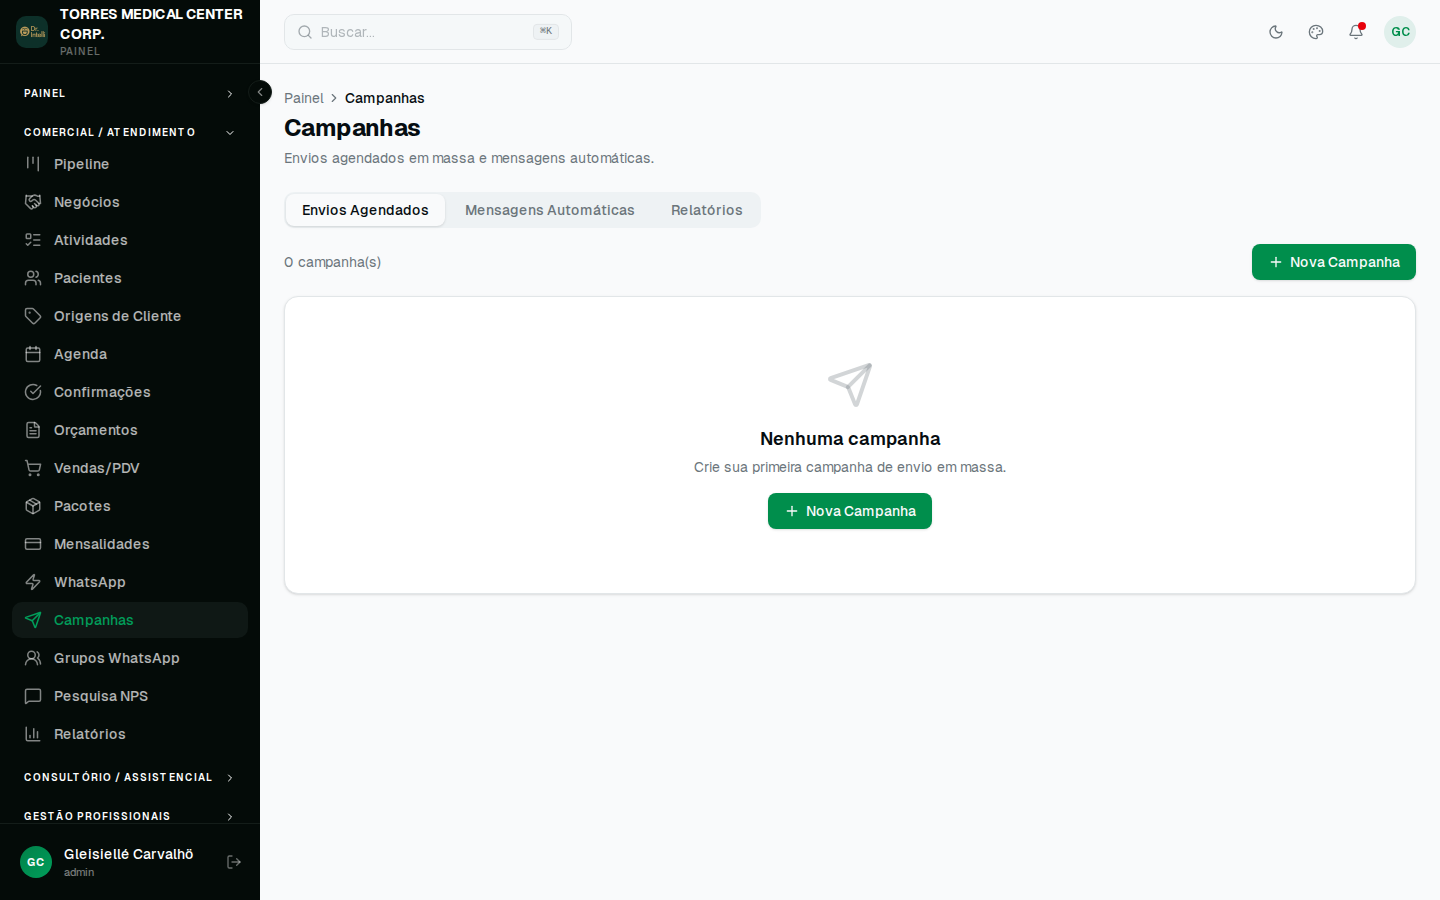 TORRES MEDICAL CENTER
CORP.
PAINEL
PAINEL
COMERCIAL / ATENDIMENTO
Pipeline
Negócios
Atividades
Pacientes
Origens de Cliente
Agenda
Confirmações
Orçamentos
Vendas/PDV
Pacotes
Mensalidades
WhatsApp
Campanhas
Grupos WhatsApp
Pesquisa NPS
Relatórios
CONSULTÓRIO / ASSISTENCIAL
GESTÃO PROFISSIONAIS
GC
Gleisiellé Carvalhö
admin
Buscar...
⌘K
GC
Painel > Campanhas
Campanhas
Envios agendados em massa e mensagens automáticas.
Envios Agendados
Mensagens Automáticas
Relatórios
0 campanha(s)
+ Nova Campanha
Nenhuma campanha
Crie sua primeira campanha de envio em massa.
+ Nova Campanha